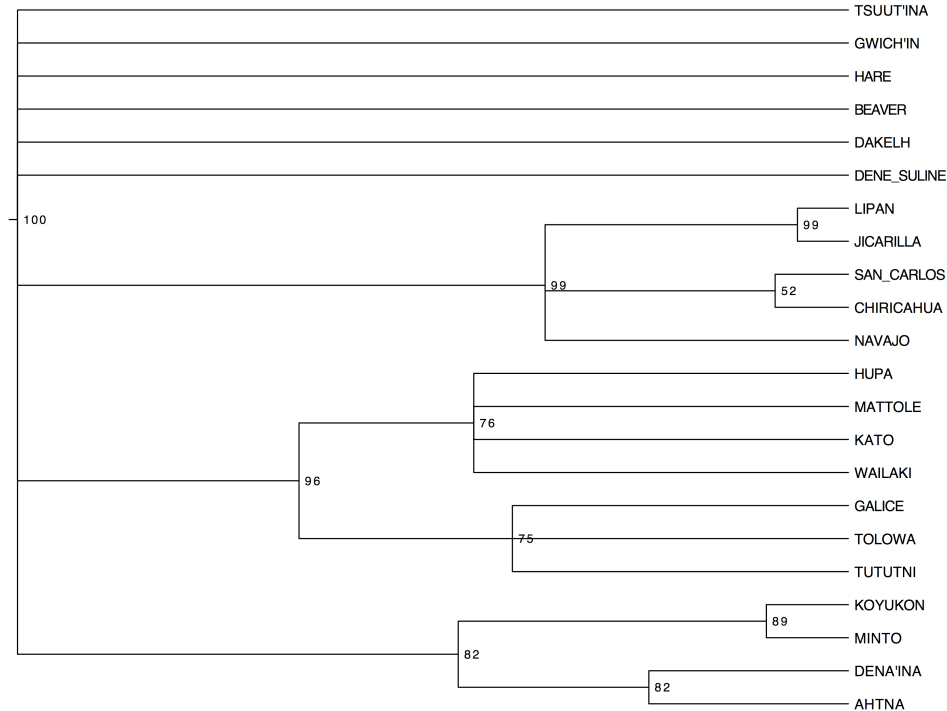 TSUUT'INA
GWICH'IN
HARE
BEAVER
DAKELH
DENE_SULINE
LIPAN
100
99
JICARILLA
SAN_CARLOS
99
52
CHIRICAHUA
NAVAJO
HUPA
MATTOLE
76
KATO
WAILAKI
96
GALICE
75
TOLOWA
TUTUTNI
KOYUKON
89
MINTO
82
DENA'INA
82
AHTNA